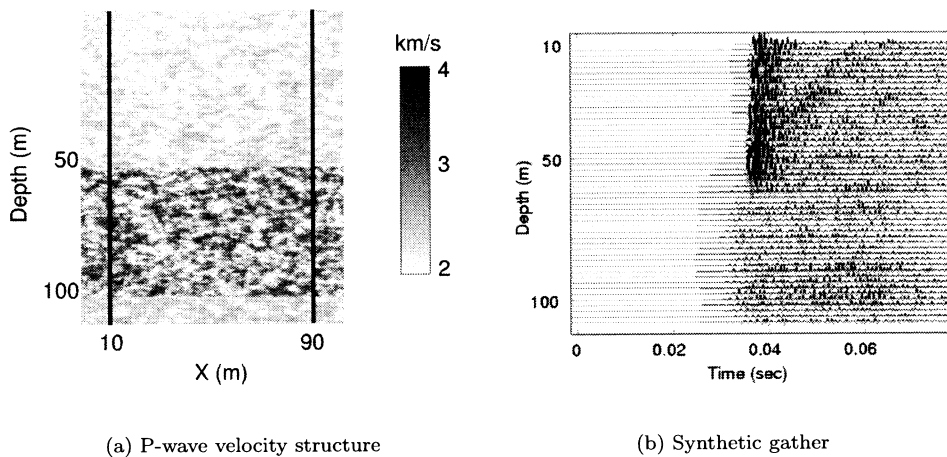 km/s
4
3
2
Depth (m)
50
100
10
90
X (m)
(a) P-wave velocity structure
Depth (m)
10
50
100
0
0.02
0.04
0.06
Time (sec)
(b) Synthetic gather